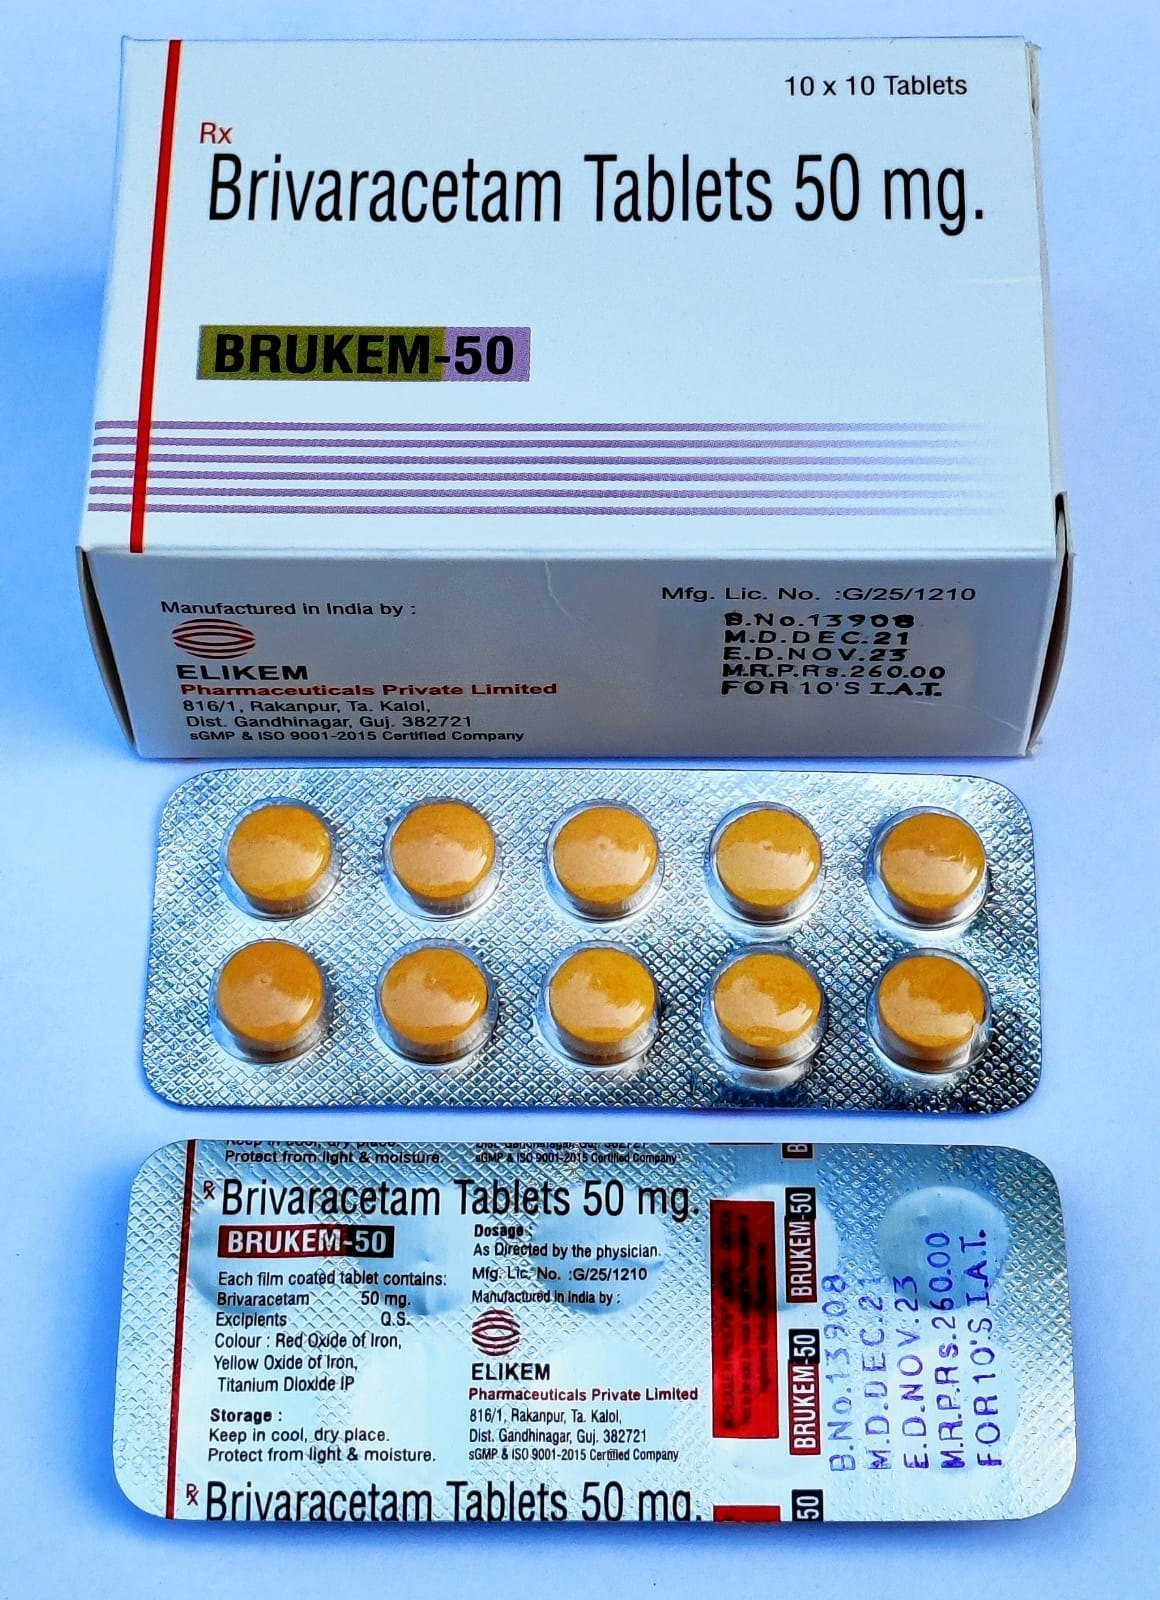 10 x 10 Tablets
Rx
Brivaracetam Tablets 50 mg.
BRUKEM-50
Manufactured in India by :
ELIKEM
Pharmaceuticals Private Limited
816/1, Rakanpur, Ta. Kalol,
Dist. Gandhinagar, Guj. 382721
sGMP & ISO 9001-2015 Certified Company
Mfg. Lic. No. :G/25/1210
B.No.13908
M.D.DEC.21
E.D.NOV.23
M.R.P.Rs.260.00
FOR 10'S I.A.T.
Keep in cool, dry place.
Protect from light & moisture.
Dist. Gandhinagar, Guj. 382721
sGMP & ISO 9001-2015 Certified Company
Rx Brivaracetam Tablets 50 mg.
BRUKEM-50
Each film coated tablet contains:
Brivaracetam 50 mg.
Excipients Q.S.
Colour : Red Oxide of Iron,
Yellow Oxide of Iron,
Titanium Dioxide IP
Storage :
Keep in cool, dry place.
Protect from light & moisture.
Dosage :
As Directed by the physician.
Mfg. Lic. No. :G/25/1210
Manufactured in India by :
ELIKEM
Pharmaceuticals Private Limited
816/1, Rakanpur, Ta. Kalol,
Dist. Gandhinagar, Guj. 382721
sGMP & ISO 9001-2015 Certified Company
Rx Brivaracetam Tablets 50 mg.
B
BRUKEM-50
BRUKEM-50
50
B.No.13908
M.D.DEC.21
E.D.NOV.23
M.R.P.Rs.260.00
FOR 10'S I.A.T.